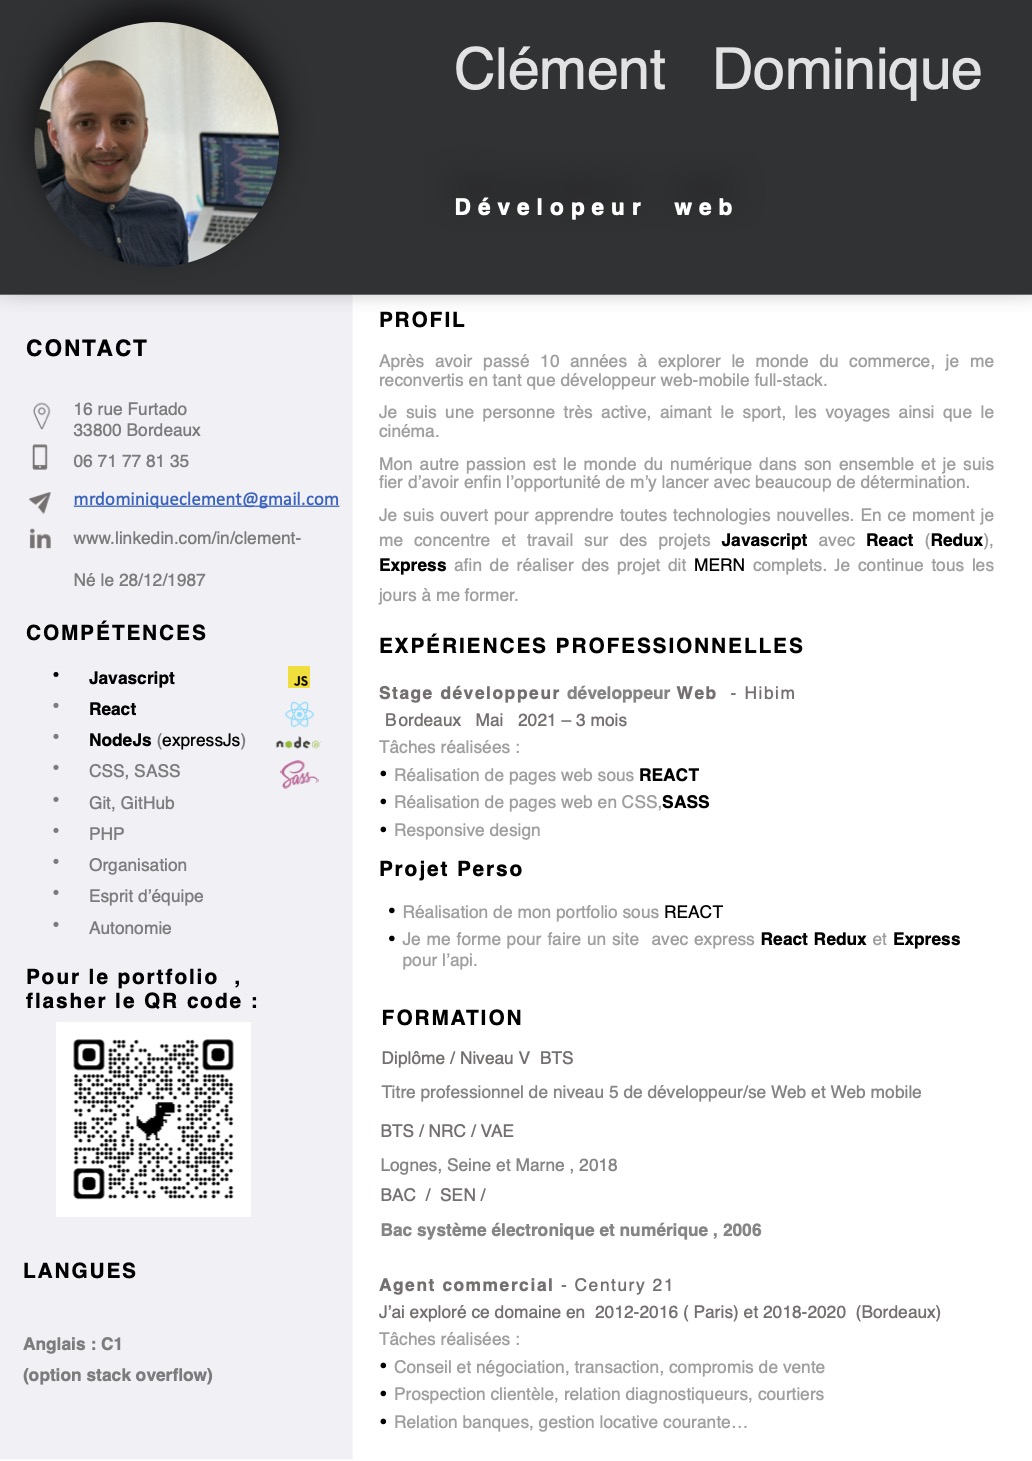 Clément Dominique
Dévelopeur web
CONTACT
16 rue Furtado
33800 Bordeaux
06 71 77 81 35
mrdominiqueclement@gmail.com
in www.linkedin.com/in/clement-
Né le 28/12/1987
COMPÉTENCES
• Javascript JS
• React
• NodeJs (expressJs) node
• CSS, SASS Sass
• Git, GitHub
• PHP
• Organisation
• Esprit d’équipe
• Autonomie
Pour le portfolio ,
flasher le QR code :
LANGUES
Anglais : C1
(option stack overflow)
PROFIL
Après avoir passé 10 années à explorer le monde du commerce, je me
reconvertis en tant que développeur web-mobile full-stack.
Je suis une personne très active, aimant le sport, les voyages ainsi que le
cinéma.
Mon autre passion est le monde du numérique dans son ensemble et je suis
fier d’avoir enfin l’opportunité de m’y lancer avec beaucoup de détermination.
Je suis ouvert pour apprendre toutes technologies nouvelles. En ce moment je
me concentre et travail sur des projets Javascript avec React (Redux),
Express afin de réaliser des projet dit MERN complets. Je continue tous les
jours à me former.
EXPÉRIENCES PROFESSIONNELLES
Stage développeur développeur Web - Hibim
Bordeaux Mai 2021 – 3 mois
Tâches réalisées :
• Réalisation de pages web sous REACT
• Réalisation de pages web en CSS,SASS
• Responsive design
Projet Perso
• Réalisation de mon portfolio sous REACT
• Je me forme pour faire un site avec express React Redux et Express
pour l’api.
FORMATION
Diplôme / Niveau V BTS
Titre professionnel de niveau 5 de développeur/se Web et Web mobile
BTS / NRC / VAE
Lognes, Seine et Marne , 2018
BAC / SEN /
Bac système électronique et numérique , 2006
Agent commercial - Century 21
J’ai exploré ce domaine en 2012-2016 ( Paris) et 2018-2020 (Bordeaux)
Tâches réalisées :
• Conseil et négociation, transaction, compromis de vente
• Prospection clientèle, relation diagnostiqueurs, courtiers
• Relation banques, gestion locative courante…